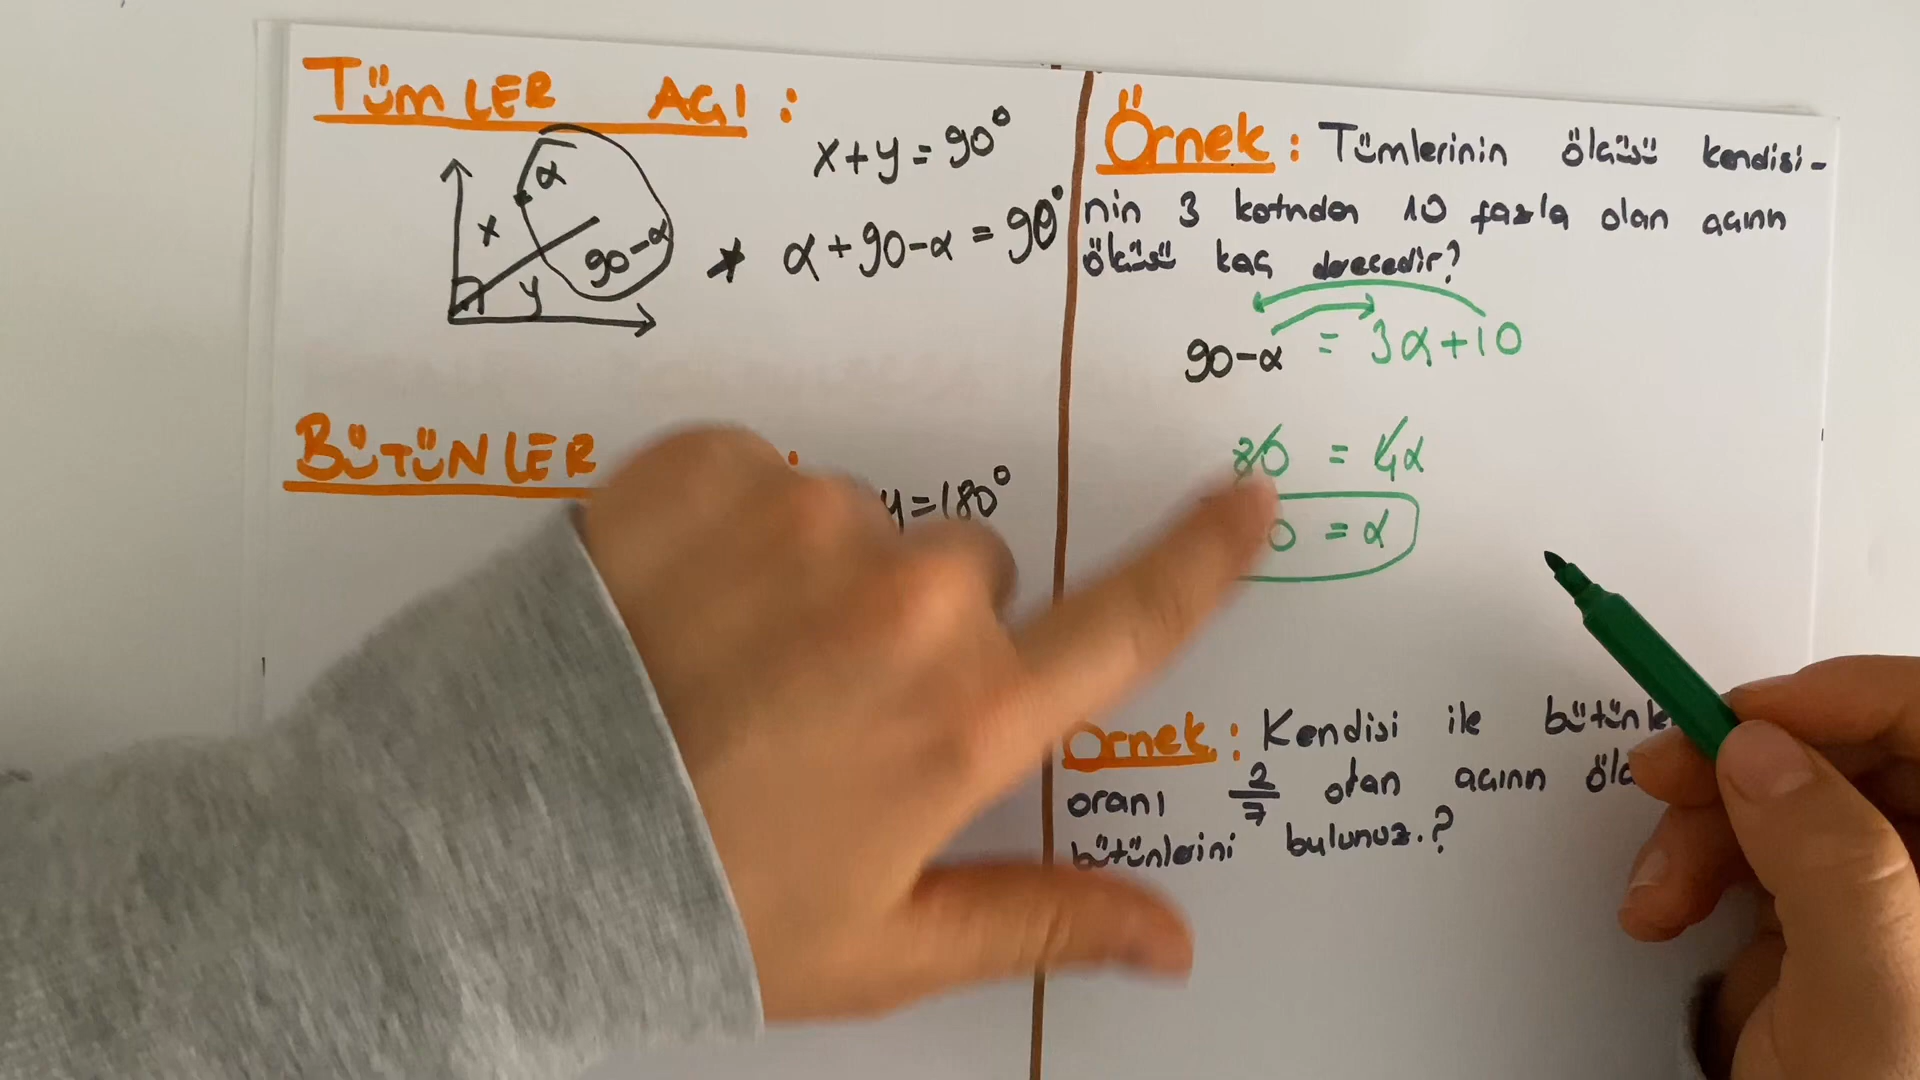 TÜMLER AÇI :
x+y=90°
α
x
90-α
y
* α+90-α=90°
BÜTÜNLER :
y=180°
Örnek : Tümlerinin ölçüsü kendisi-
nin 3 katından 10 fazla olan açının
ölçüsü kaç derecedir?
90-α = 3α+10
80 = 4α
0 = α
Örnek : Kendisi ile
oranı 2/7 olan açının
bütünlerini bulunuz.?